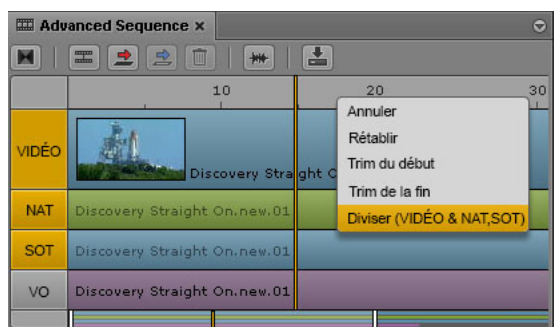 Advanced Sequence ×
10 20 30
Annuler
Rétablir
Trim du début
Trim de la fin
Diviser (VIDÉO & NAT,SOT)
VIDÉO
Discovery Straight O
NAT
Discovery Straight On.new.01
SOT
Discovery Straight On.new.01
VO
Discovery Straight On.new.01